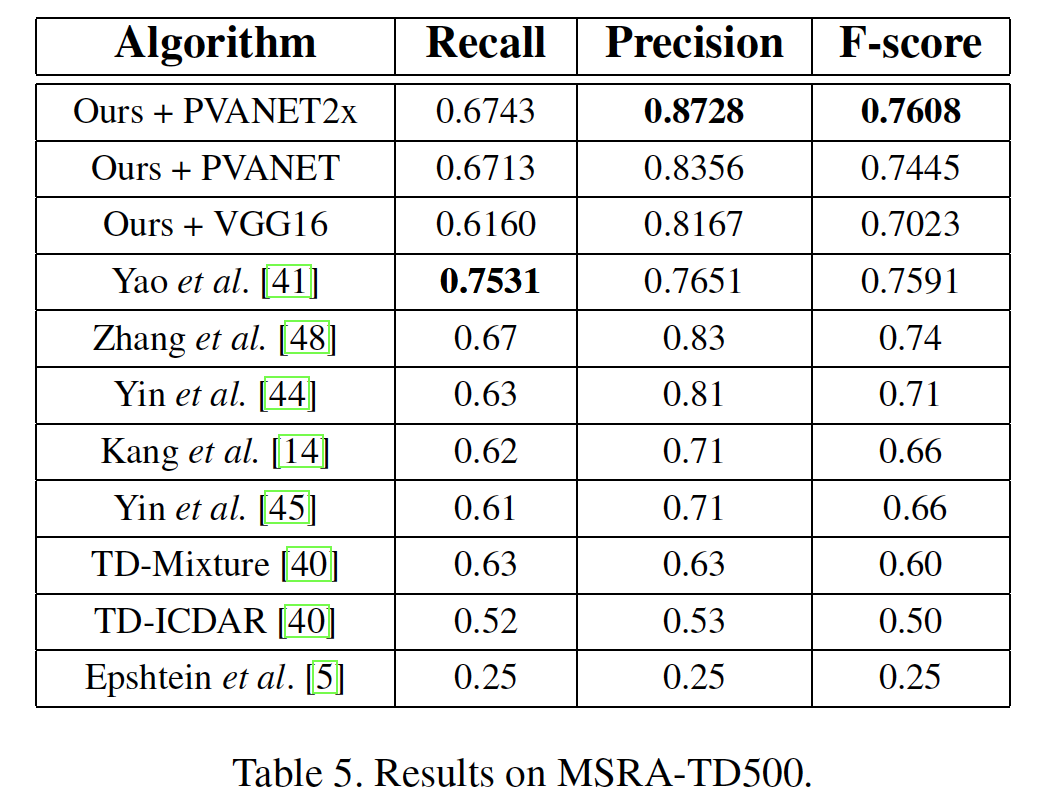 Algorithm Recall Precision F-score
Ours + PVANET2x 0.6743 0.8728 0.7608
Ours + PVANET 0.6713 0.8356 0.7445
Ours + VGG16 0.6160 0.8167 0.7023
Yao et al. [41] 0.7531 0.7651 0.7591
Zhang et al. [48] 0.67 0.83 0.74
Yin et al. [44] 0.63 0.81 0.71
Kang et al. [14] 0.62 0.71 0.66
Yin et al. [45] 0.61 0.71 0.66
TD-Mixture [40] 0.63 0.63 0.60
TD-ICDAR [40] 0.52 0.53 0.50
Epshtein et al. [5] 0.25 0.25 0.25
Table 5. Results on MSRA-TD500.